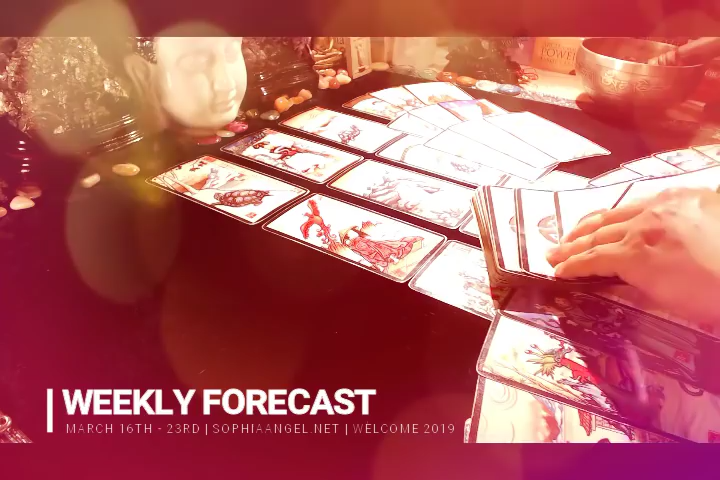 WEEKLY FORECAST
MARCH 16TH - 23RD | SOPHIAANGEL.NET | WELCOME 2019